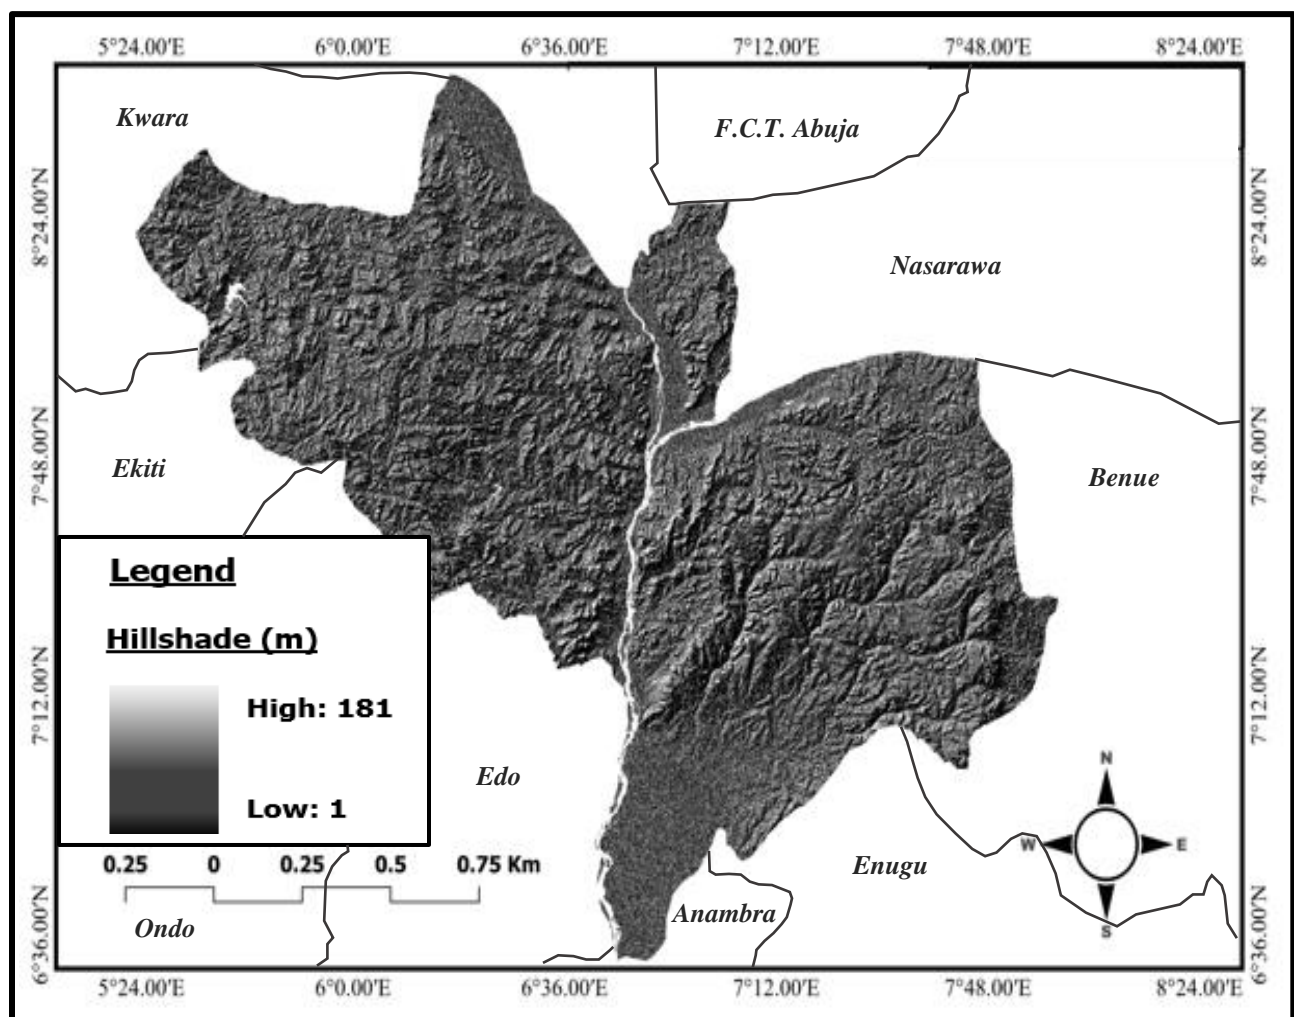 5°24.00'E 6°0.00'E 6°36.00'E 7°12.00'E 7°48.00'E 8°24.00'E
Kwara
F.C.T. Abuja
8°24.00'N
8°24.00'N
Nasarawa
7°48.00'N
7°48.00'N
Ekiti
Benue
Legend
Hillshade (m)
High: 181
Low: 1
7°12.00'N
7°12.00'N
Edo
N
W E
S
0.25 0 0.25 0.5 0.75 Km
Enugu
Ondo
Anambra
6°36.00'N
6°36.00'N
5°24.00'E 6°0.00'E 6°36.00'E 7°12.00'E 7°48.00'E 8°24.00'E